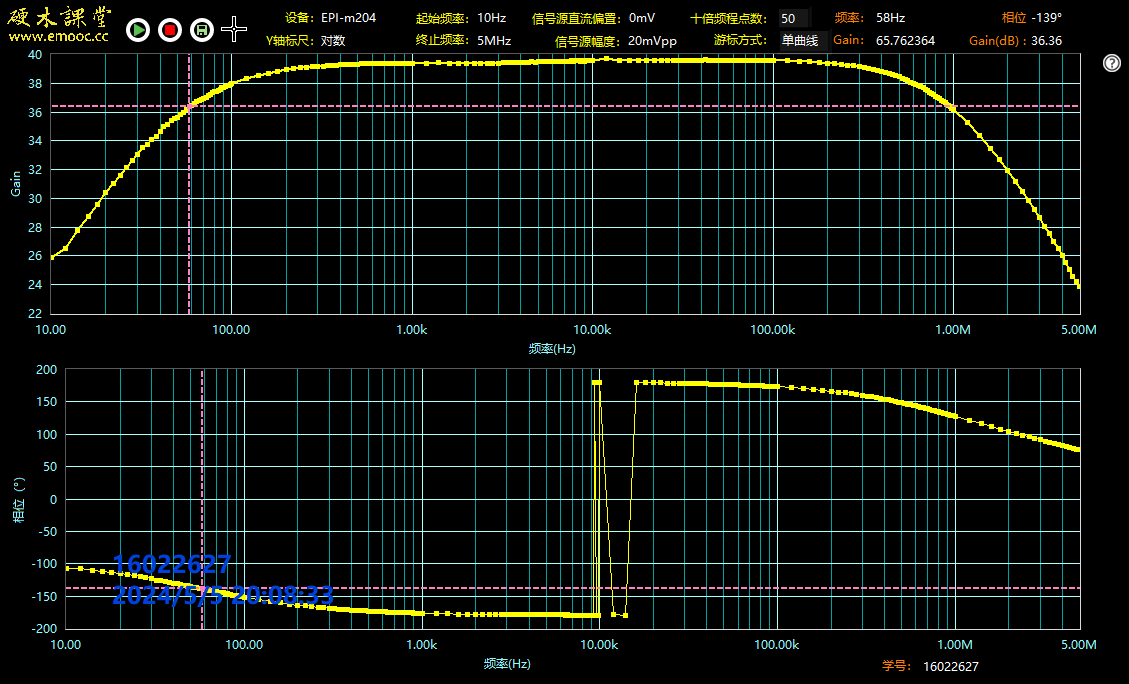 硬木課堂
www.emooc.cc
设备: EPI-m204 起始频率: 10Hz 信号源直流偏置: 0mV 十倍频程点数: 50 频率: 58Hz 相位 -139°
Y轴标尺: 对数 终止频率: 5MHz 信号源幅度: 20mVpp 游标方式: 单曲线 Gain: 65.762364 Gain(dB) : 36.36
?
40
38
36
34
32
30
28
26
24
22
Gain
10.00 100.00 1.00k 10.00k 100.00k 1.00M 5.00M
频率(Hz)
200
150
100
50
0
-50
-100
-150
-200
相位 (°)
16022627
2024/5/5 20:08:33
10.00 100.00 1.00k 10.00k 100.00k 1.00M 5.00M
频率(Hz)
学号: 16022627